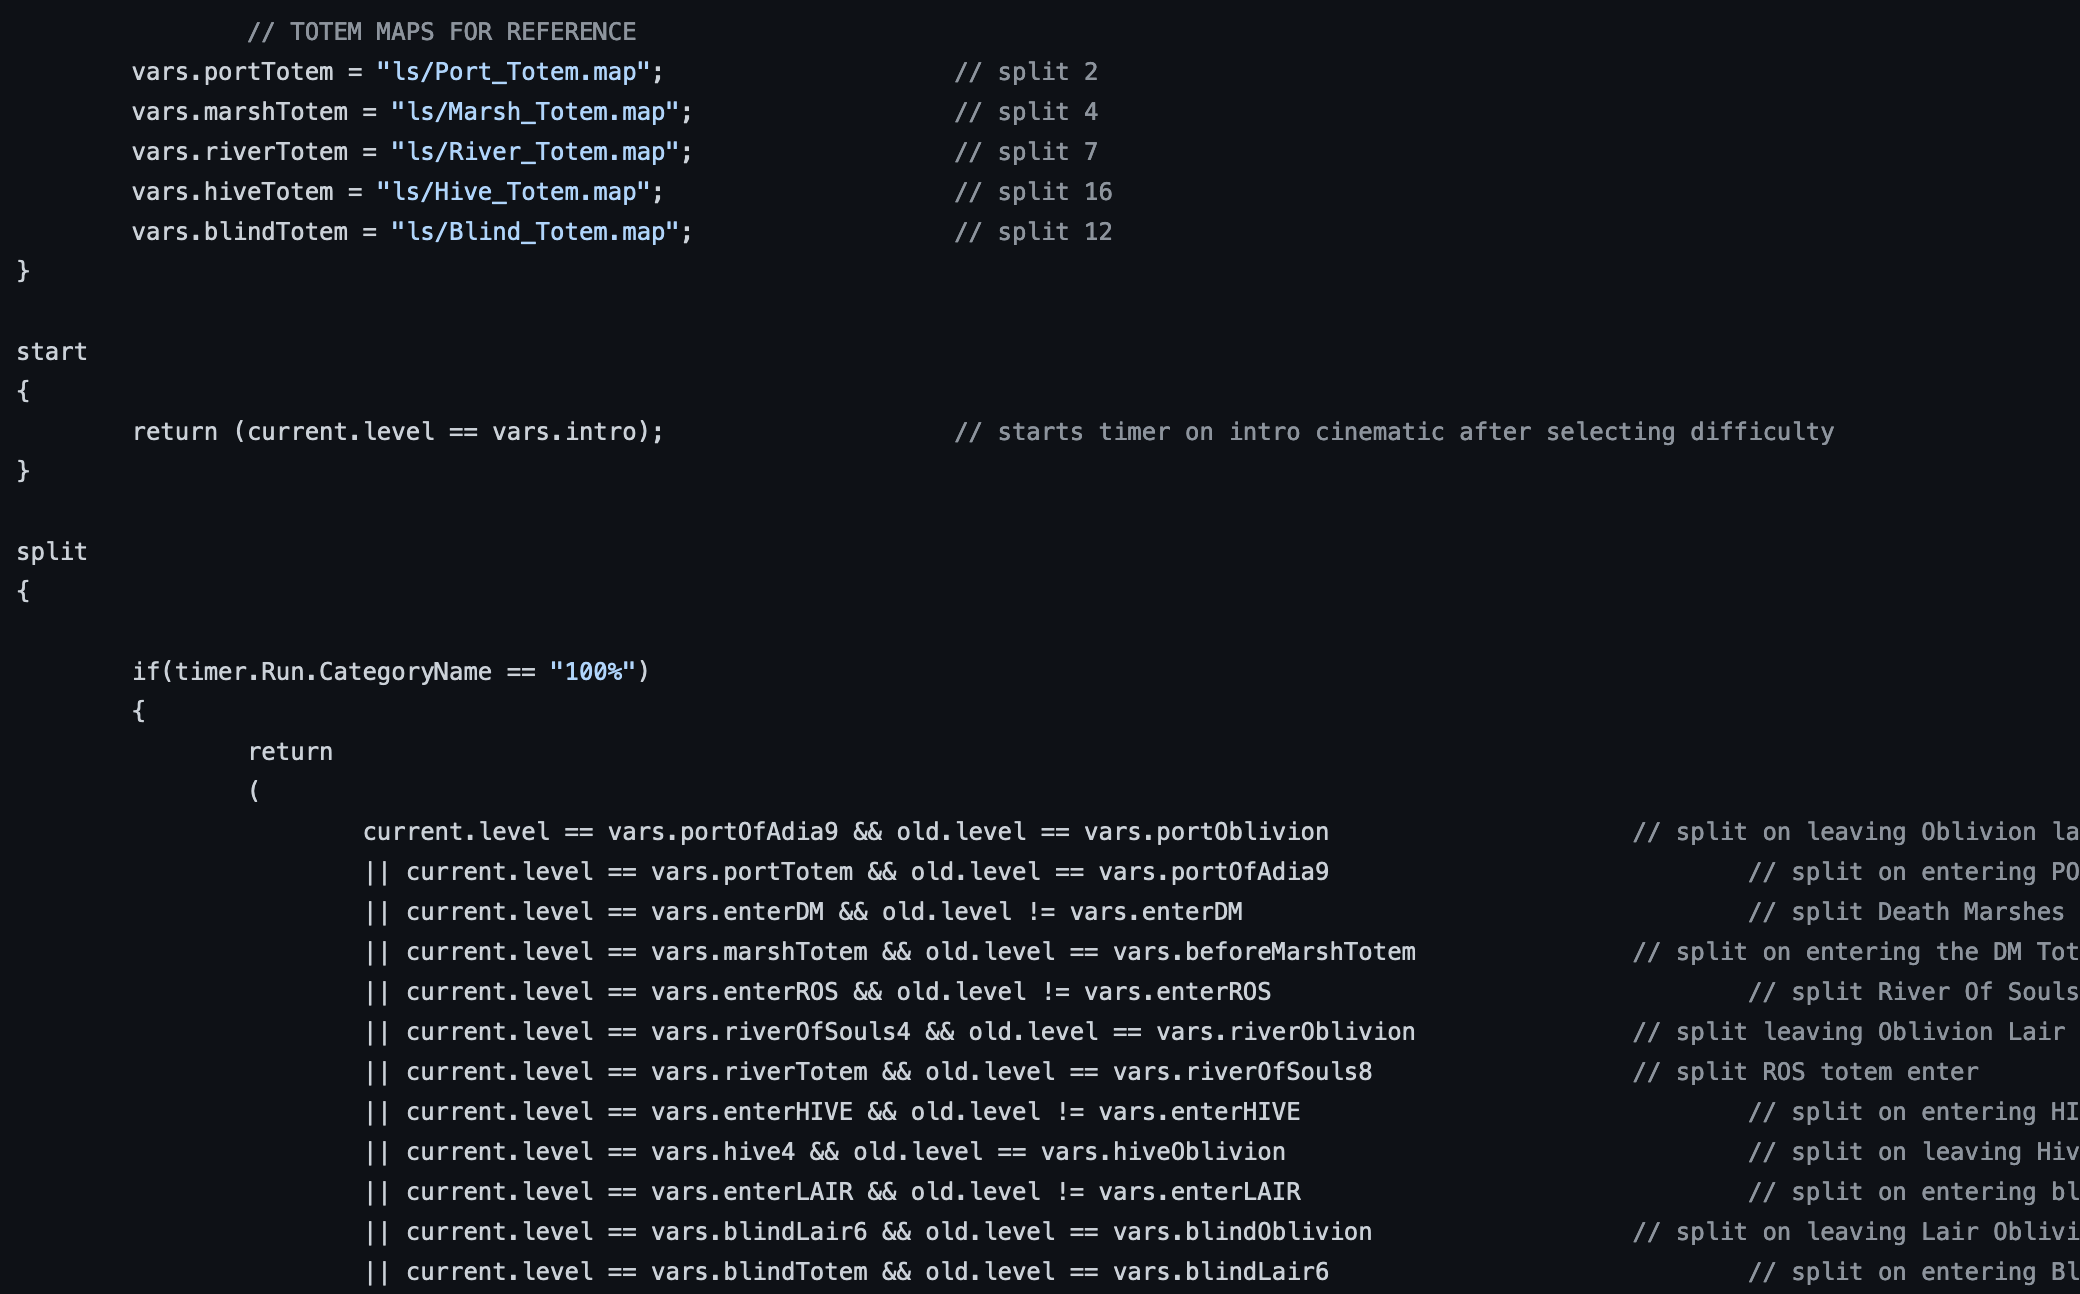 // TOTEM MAPS FOR REFERENCE
vars.portTotem = "ls/Port_Totem.map"; // split 2
vars.marshTotem = "ls/Marsh_Totem.map"; // split 4
vars.riverTotem = "ls/River_Totem.map"; // split 7
vars.hiveTotem = "ls/Hive_Totem.map"; // split 16
vars.blindTotem = "ls/Blind_Totem.map"; // split 12
}
start
{
return (current.level == vars.intro); // starts timer on intro cinematic after selecting difficulty
}
split
{
if(timer.Run.CategoryName == "100%")
{
return
(
current.level == vars.portOfAdia9 && old.level == vars.portOblivion // split on leaving Oblivion la
|| current.level == vars.portTotem && old.level == vars.portOfAdia9 // split on entering PO
|| current.level == vars.enterDM && old.level != vars.enterDM // split Death Marshes
|| current.level == vars.marshTotem && old.level == vars.beforeMarshTotem // split on entering the DM Tot
|| current.level == vars.enterROS && old.level != vars.enterROS // split River Of Souls
|| current.level == vars.riverOfSouls4 && old.level == vars.riverOblivion // split leaving Oblivion Lair
|| current.level == vars.riverTotem && old.level == vars.riverOfSouls8 // split ROS totem enter
|| current.level == vars.enterHIVE && old.level != vars.enterHIVE // split on entering HI
|| current.level == vars.hive4 && old.level == vars.hiveOblivion // split on leaving Hiv
|| current.level == vars.enterLAIR && old.level != vars.enterLAIR // split on entering bl
|| current.level == vars.blindLair6 && old.level == vars.blindOblivion // split on leaving Lair Oblivi
|| current.level == vars.blindTotem && old.level == vars.blindLair6 // split on entering Bl